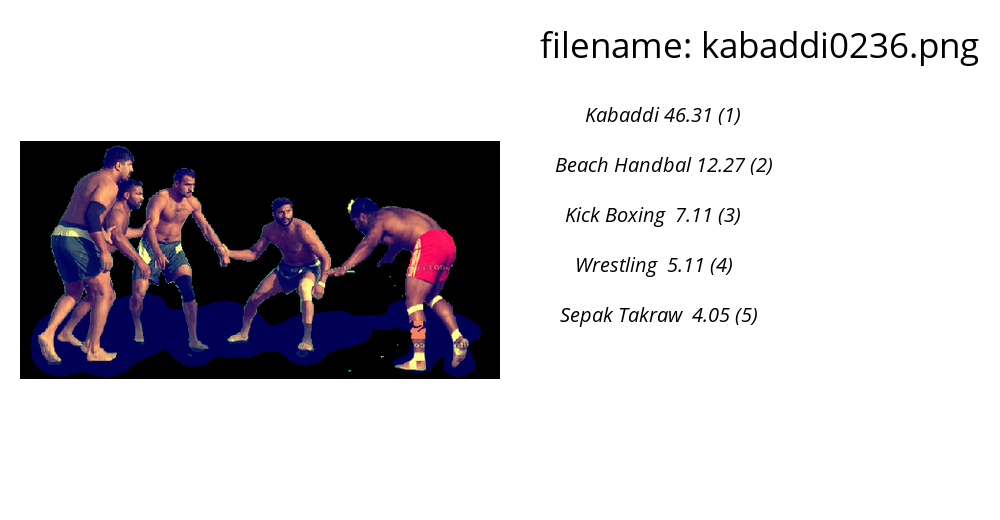 filename: kabaddi0236.png
Kabaddi 46.31 (1)
Beach Handbal 12.27 (2)
Kick Boxing 7.11 (3)
Wrestling 5.11 (4)
Sepak Takraw 4.05 (5)